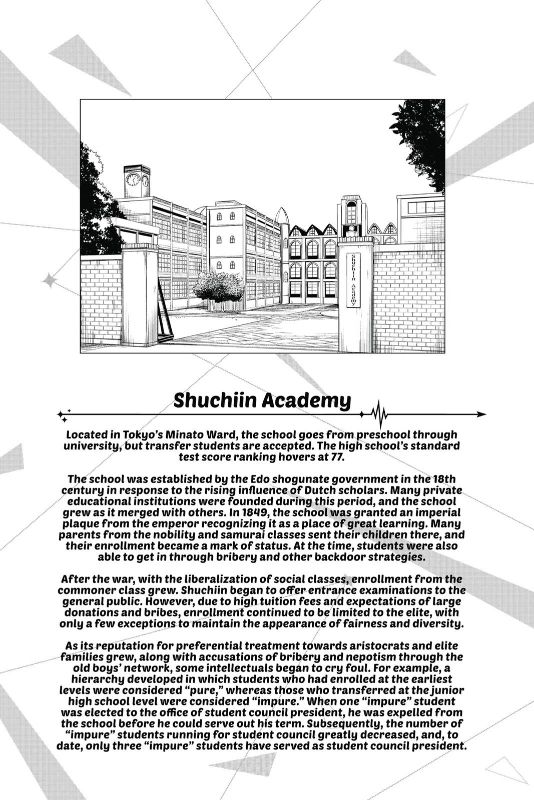 Shuchiin Academy
Shuchiin Academy
Located in Tokyo's Minato Ward, the school goes from preschool through
university, but transfer students are accepted. The high school's standard
test score ranking hovers at 77.
The school was established by the Edo shogunate government in the 18th
century in response to the rising influence of Dutch scholars. Many private
educational institutions were founded during this period, and the school
grew as it merged with others. In 1849, the school was granted an imperial
plaque from the emperor recognizing it as a place of great learning. Many
parents from the nobility and samurai classes sent their children there, and
their enrollment became a mark of status. At the time, students were also
able to get in through bribery and other backdoor strategies.
After the war, with the liberalization of social classes, enrollment from the
commoner class grew. Shuchiin began to offer entrance examinations to the
general public. However, due to high tuition fees and expectations of large
donations and bribes, enrollment continued to be limited to the elite, with
only a few exceptions to maintain the appearance of fairness and diversity.
As its reputation for preferential treatment towards aristocrats and elite
families grew, along with accusations of bribery and nepotism through the
old boys' network, some intellectuals began to cry foul. For example, a
hierarchy developed in which students who had enrolled at the earliest
levels were considered "pure," whereas those who transferred at the junior
high school level were considered "impure." When one "impure" student
was elected to the office of student council president, he was expelled from
the school before he could serve out his term. Subsequently, the number of
"impure" students running for student council greatly decreased, and, to
date, only three "impure" students have served as student council president.